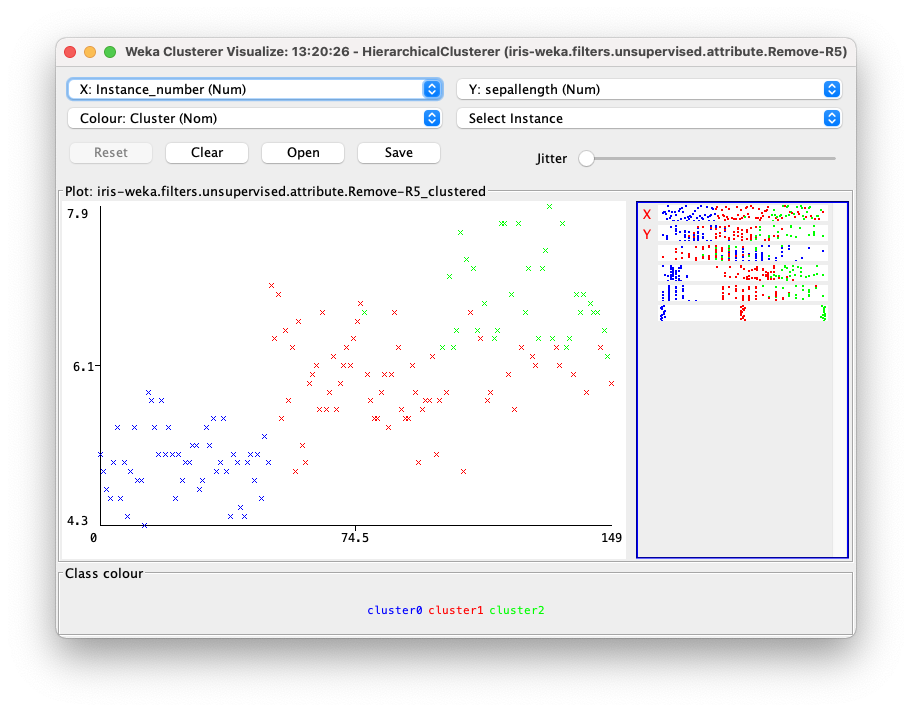 Weka Clusterer Visualize: 13:20:26 - HierarchicalClusterer (iris-weka.filters.unsupervised.attribute.Remove-R5)
X: Instance_number (Num)
Y: sepallength (Num)
Colour: Cluster (Nom)
Select Instance
Reset
Clear
Open
Save
Jitter
Plot: iris-weka.filters.unsupervised.attribute.Remove-R5_clustered
7.9
6.1
4.3
0
74.5
149
X
Y
Class colour
cluster0 cluster1 cluster2